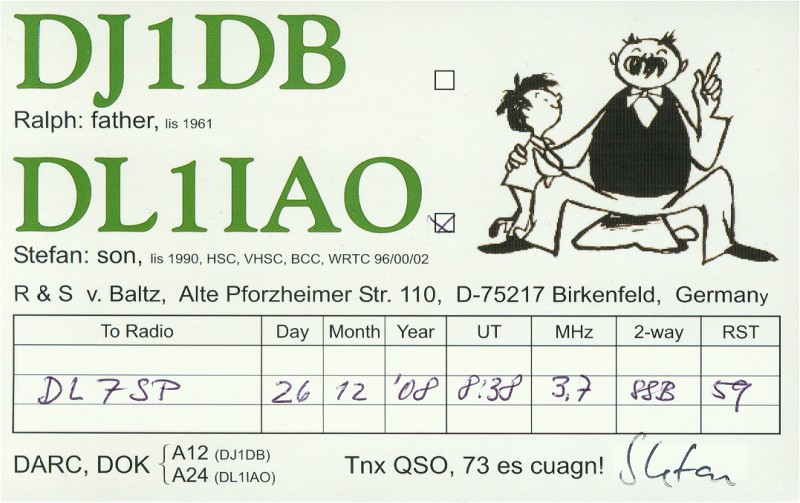 DJ1DB
Ralph: father, lis 1961
DL1IAO
Stefan: son, lis 1990, HSC, VHSC, BCC, WRTC 96/00/02
R & S v. Baltz, Alte Pforzheimer Str. 110, D-75217 Birkenfeld, Germany
To Radio Day Month Year UT MHz 2-way RST
DL7SP 26 12 '08 8:38 3,7 SSB 59
DARC, DOK { A12 (DJ1DB)
A24 (DL1IAO)
Tnx QSO, 73 es cuagn! Stefan